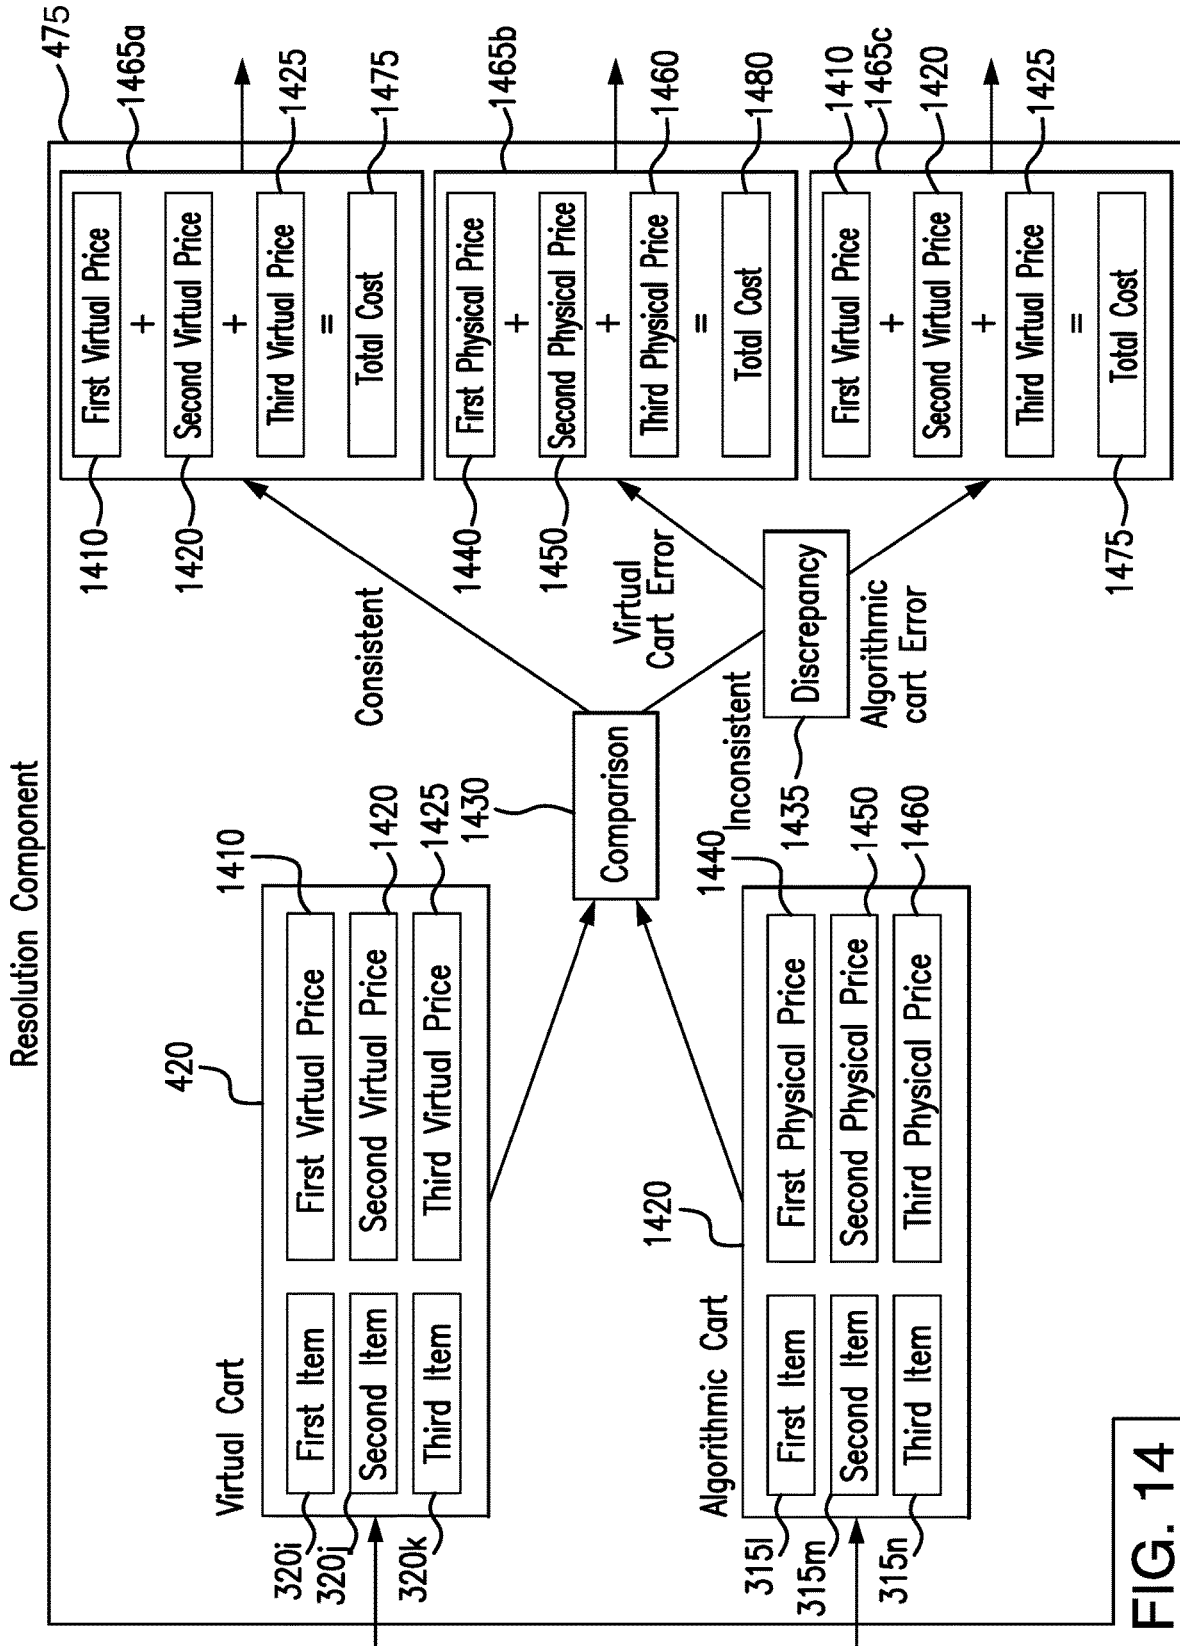 Resolution Component
475
Virtual Cart
420
320i
First Item
First Virtual Price
1410
320j
Second Item
Second Virtual Price
1420
320k
Third Item
Third Virtual Price
1425
Algorithmic Cart
1420
315l
First Item
First Physical Price
1440
315m
Second Item
Second Physical Price
1450
315n
Third Item
Third Physical Price
1460
1430
Comparison
Consistent
Inconsistent
1435
Discrepancy
Virtual
Cart Error
Algorithmic
cart Error
1465a
1410
First Virtual Price
+
1420
Second Virtual Price
+
Third Virtual Price
1425
=
Total Cost
1475
1465b
1440
First Physical Price
+
1450
Second Physical Price
+
Third Physical Price
1460
=
Total Cost
1480
First Virtual Price
1410
1465c
+
Second Virtual Price
1420
+
Third Virtual Price
1425
=
1475
Total Cost
FIG. 14